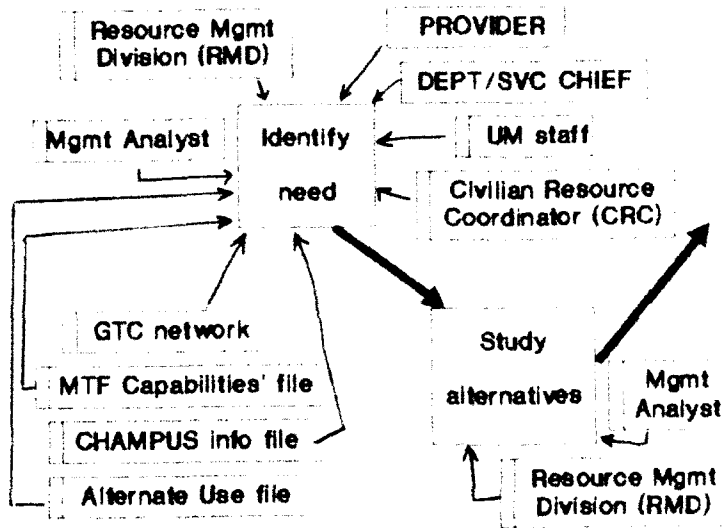 Resource Mgmt
Division (RMD)
PROVIDER
DEPT/SVC CHIEF
Mgmt Analyst
Identify
need
UM staff
Civilian Resource
Coordinator (CRC)
GTC network
MTF Capabilities' file
CHAMPUS info file
Alternate Use file
Study
alternatives
Mgmt
Analyst
Resource Mgmt
Division (RMD)